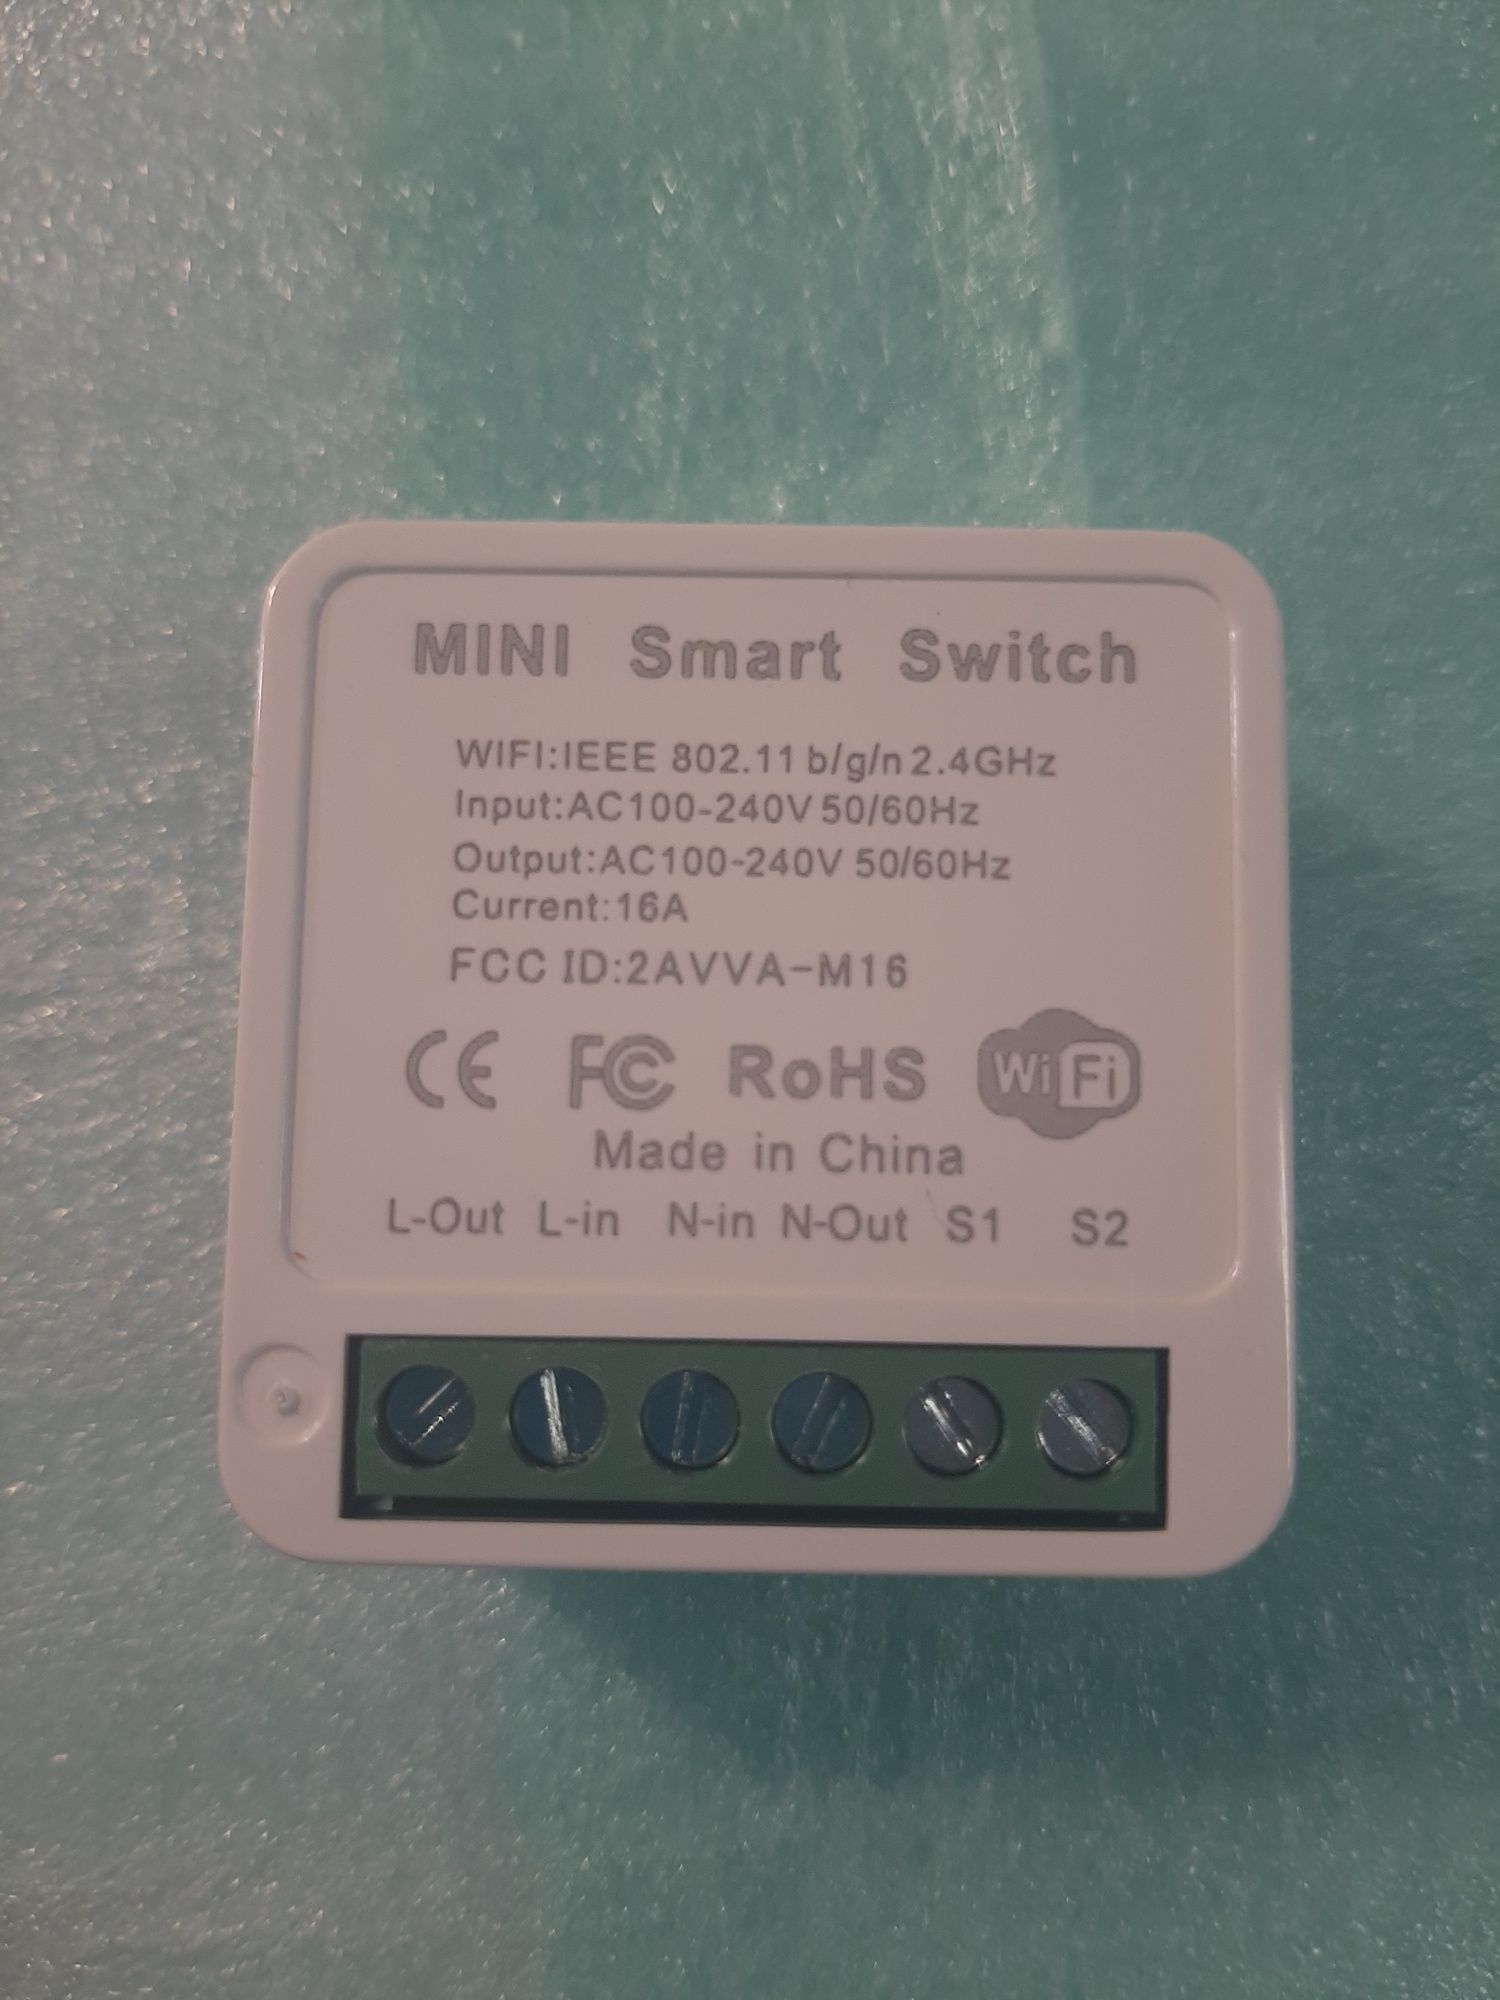 MINI Smart Switch
WIFI:IEEE 802.11 b/g/n 2.4GHz
Input:AC100-240V 50/60Hz
Output:AC100-240V 50/60Hz
Current:16A
FCC ID:2AVVA-M16
CE FC RoHS WiFi
Made in China
L-Out L-in N-in N-Out S1 S2